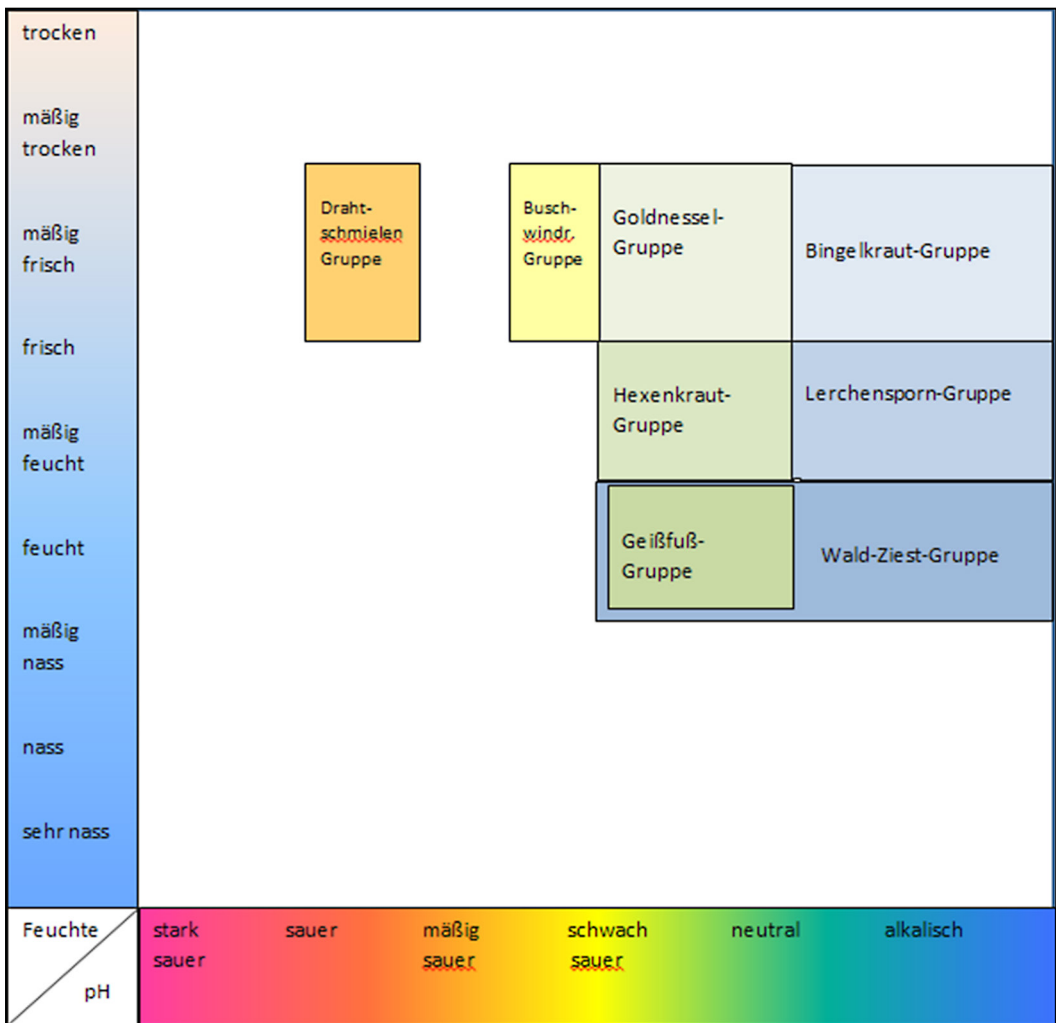 trocken
mäßig
trocken
mäßig
frisch
frisch
mäßig
feucht
feucht
mäßig
nass
nass
sehr nass
Draht-
schmielen
Gruppe
Busch-
windr.
Gruppe
Goldnessel-
Gruppe
Bingelkraut-Gruppe
Hexenkraut-
Gruppe
Lerchensporn-Gruppe
Geißfuß-
Gruppe
Wald-Ziest-Gruppe
Feuchte
pH
stark
sauer
sauer
mäßig
sauer
schwach
sauer
neutral
alkalisch